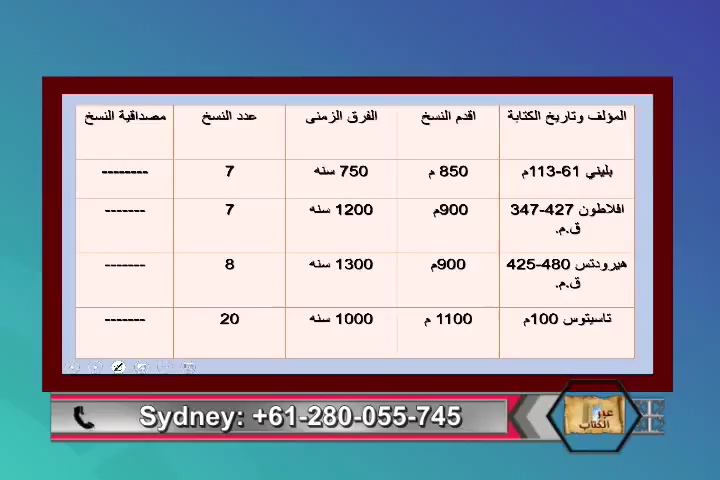 المؤلف وتاريخ الكتابة اقدم النسخ الفرق الزمنى عدد النسخ مصداقية النسخ
بليني 61-113م 850 م 750 سنه 7 --------
افلاطون 427-347 ق.م. 900م 1200 سنه 7 -------
هيرودتس 480-425 ق.م. 900م 1300 سنه 8 -------
تاسيتوس 100م 1100 م 1000 سنه 20 -------
Sydney: +61-280-055-745
عبر
الكتاب